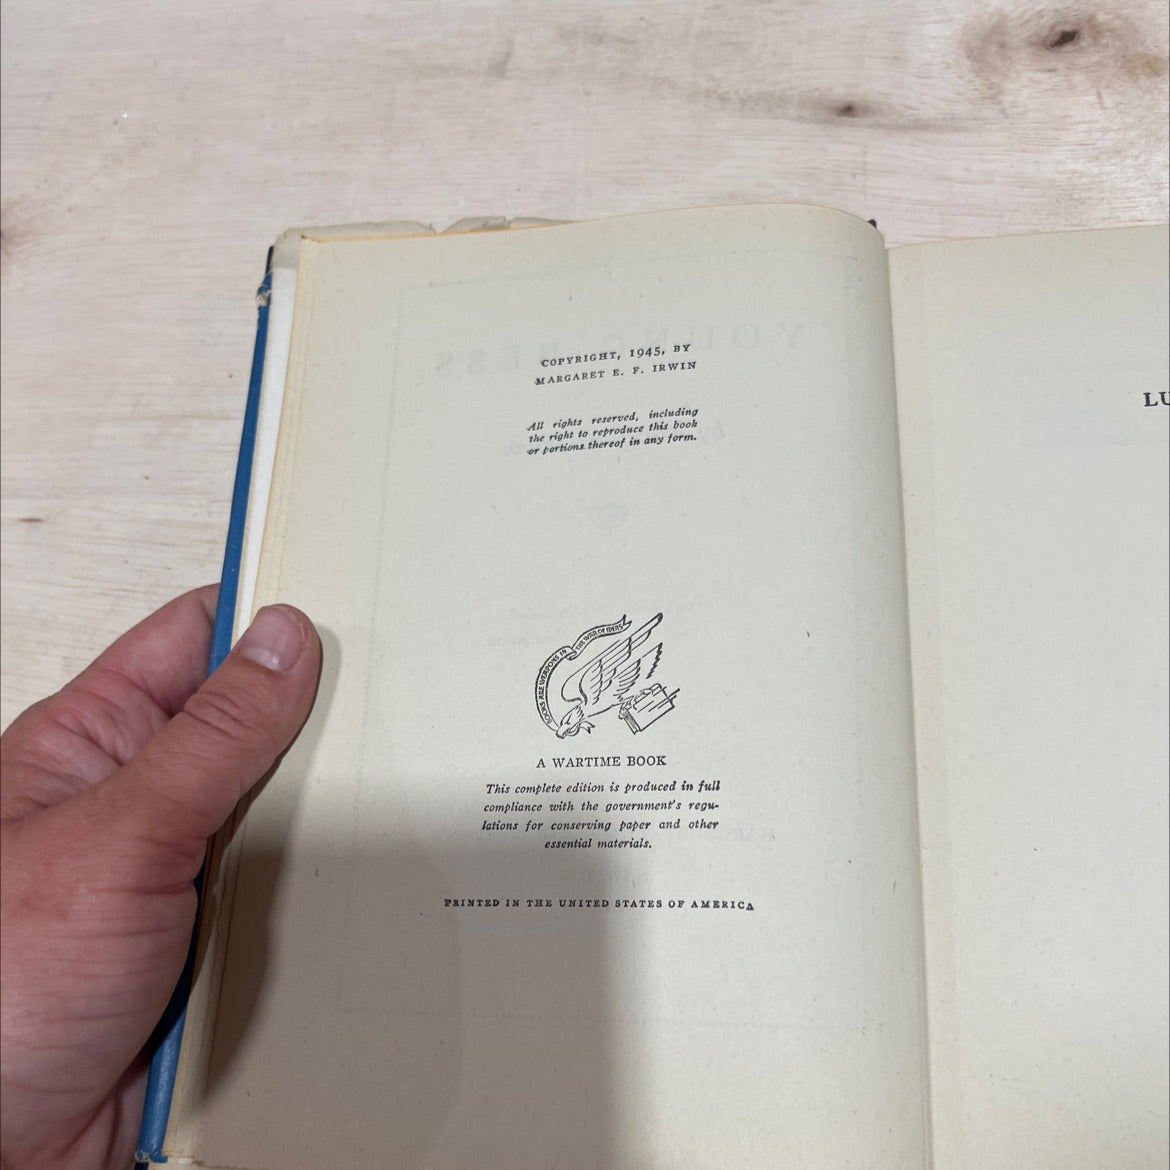 COPYRIGHT, 1945, BY
MARGARET E. F. IRWIN
All rights reserved, including
the right to reproduce this book
or portions thereof in any form.
BOOKS ARE WEAPONS IN THE WAR OF IDEAS
A WARTIME BOOK
This complete edition is produced in full
compliance with the government's regu-
lations for conserving paper and other
essential materials.
PRINTED IN THE UNITED STATES OF AMERICA
LU